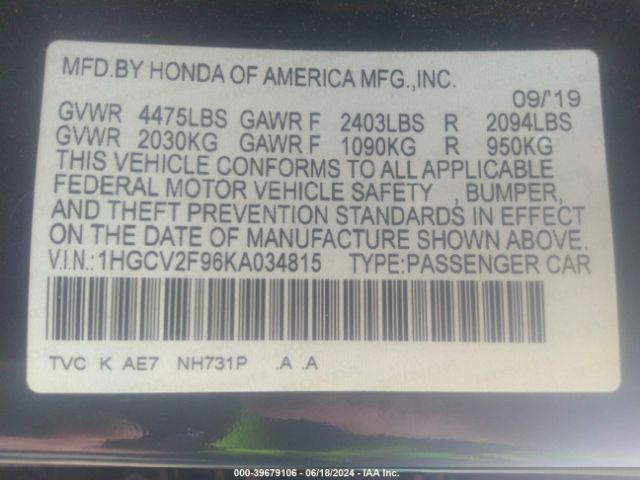 MFD.BY HONDA OF AMERICA MFG.,INC.
09/'19
GVWR 4475LBS GAWR F 2403LBS R 2094LBS
GVWR 2030KG GAWR F 1090KG R 950KG
THIS VEHICLE CONFORMS TO ALL APPLICABLE
FEDERAL MOTOR VEHICLE SAFETY , BUMPER,
AND THEFT PREVENTION STANDARDS IN EFFECT
ON THE DATE OF MANUFACTURE SHOWN ABOVE.
V.I.N.:1HGCV2F96KA034815 TYPE:PASSENGER CAR
TVC K AE7 NH731P .A .A
000-39679106 - 06/18/2024 - IAA Inc.